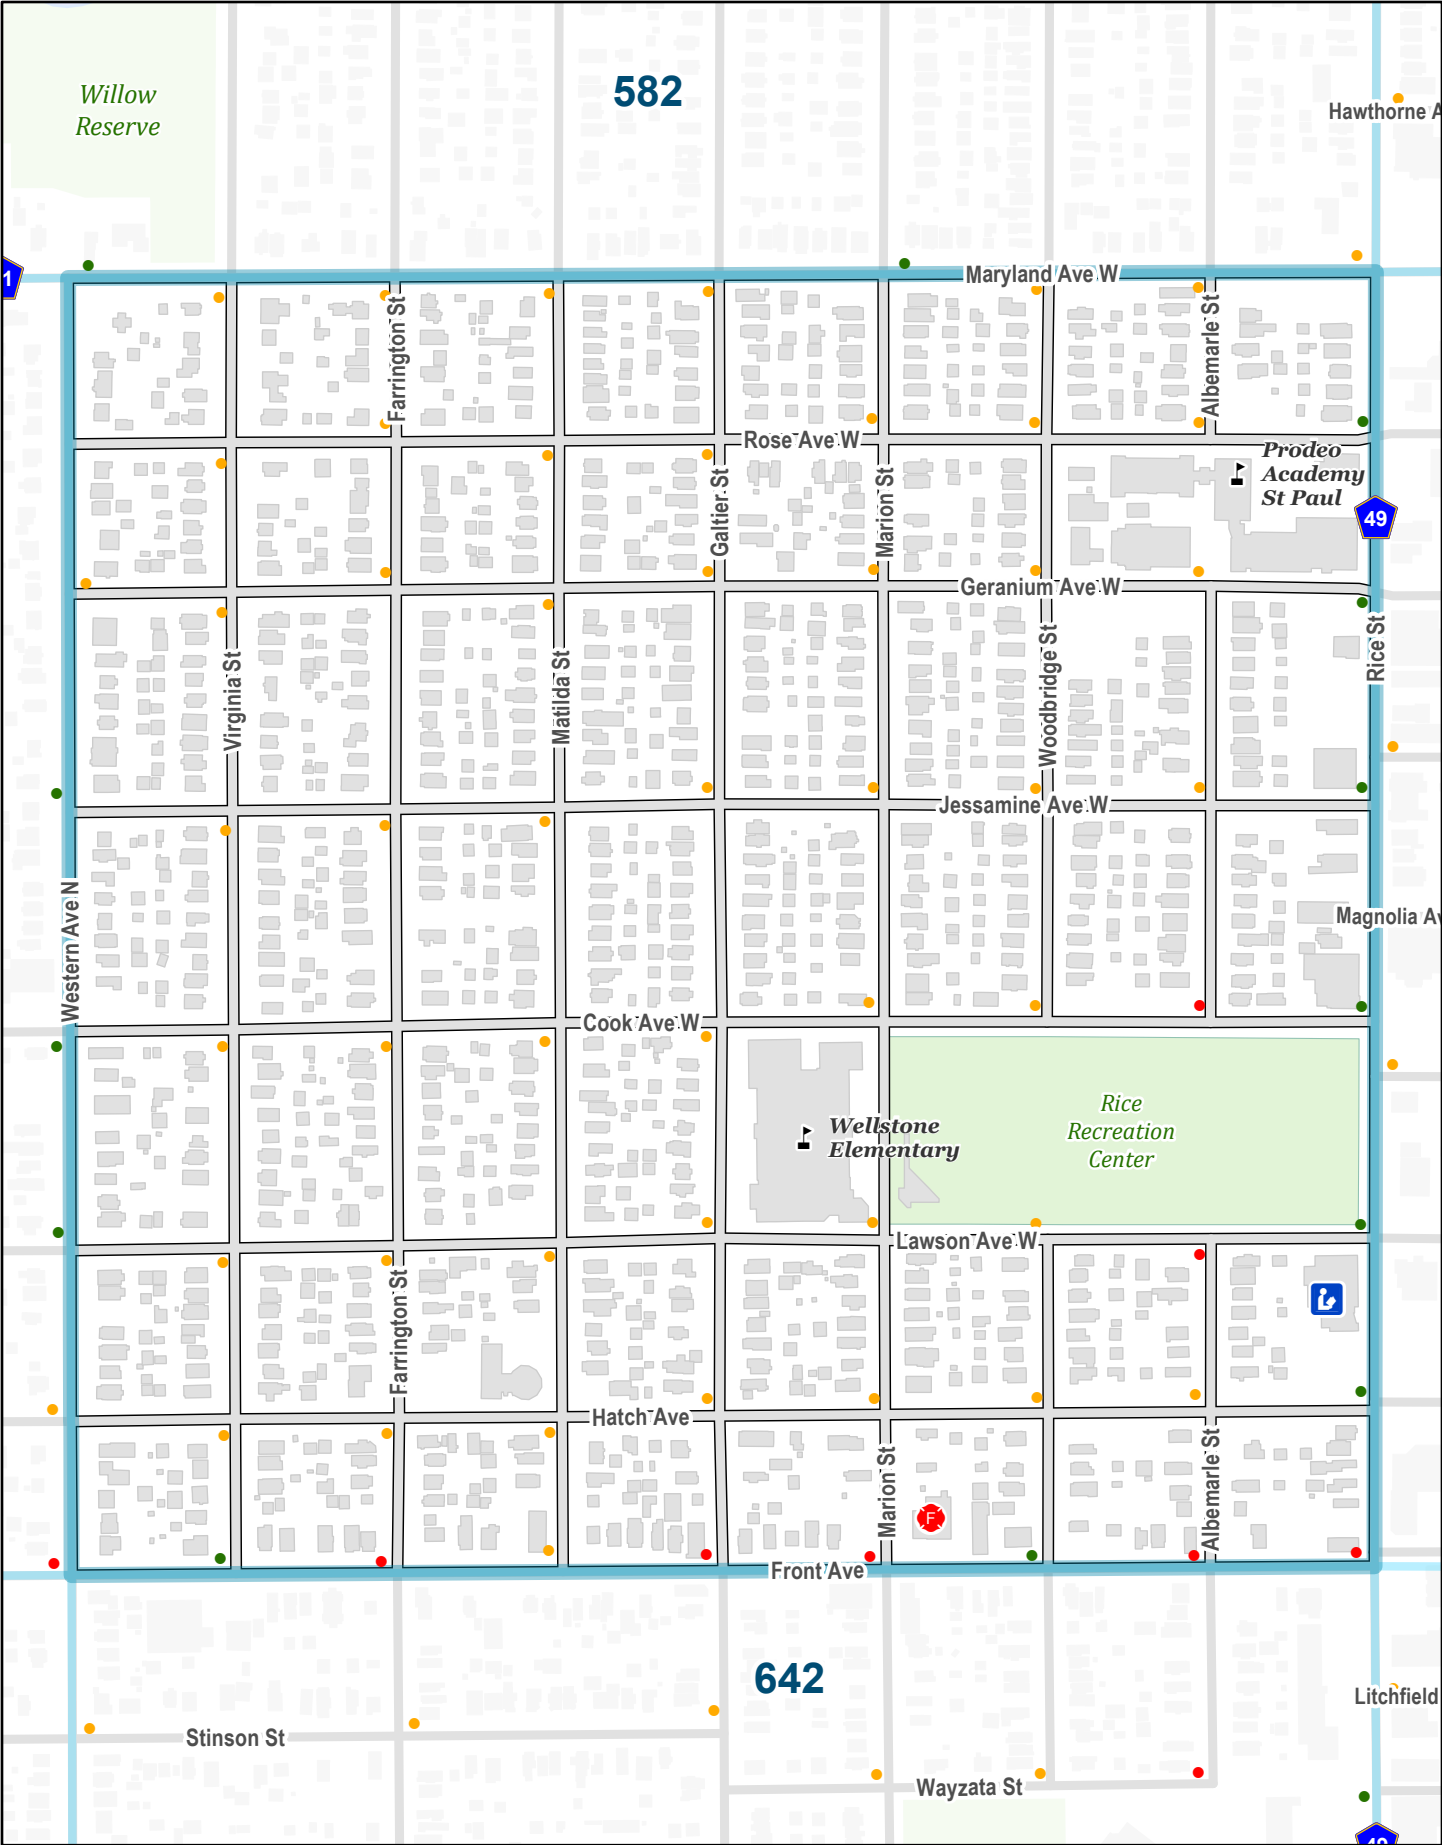 582
Willow
Reserve
Hawthorne A
1
Maryland Ave W
Farrington St
Albemarle St
Rose Ave W
Prodeo
Academy
St Paul
Galtier St
Marion St
49
Geranium Ave W
Virginia St
Matilda St
Woodbridge St
Rice St
Jessamine Ave W
Western Ave N
Magnolia Av
Cook Ave W
Wellstone
Elementary
Rice
Recreation
Center
Lawson Ave W
Farrington St
Hatch Ave
Marion St
Albemarle St
F
Front Ave
642
Litchfield
Stinson St
Wayzata St
49